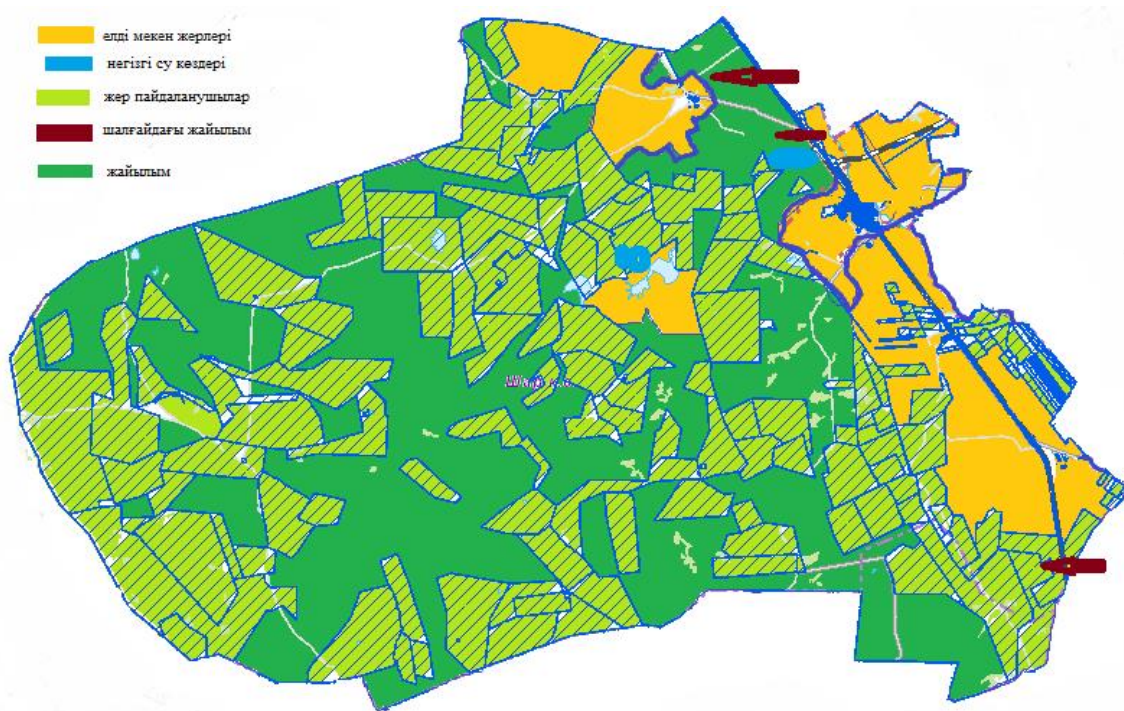 елді мекен жерлері
негізгі су көздері
жер пайдаланушылар
шалғайдағы жайылым
жайылым